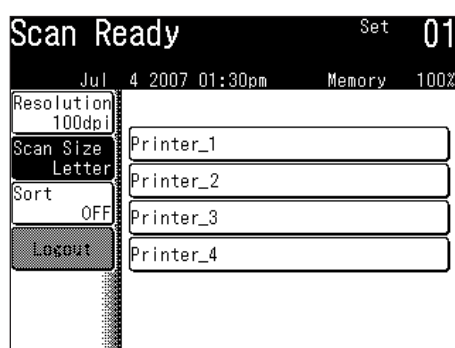 Scan Ready Set 01
Jul 4 2007 01:30pm Memory 100%
Resolution
100dpi
Scan Size
Letter
Sort
OFF
Logout
Printer_1
Printer_2
Printer_3
Printer_4